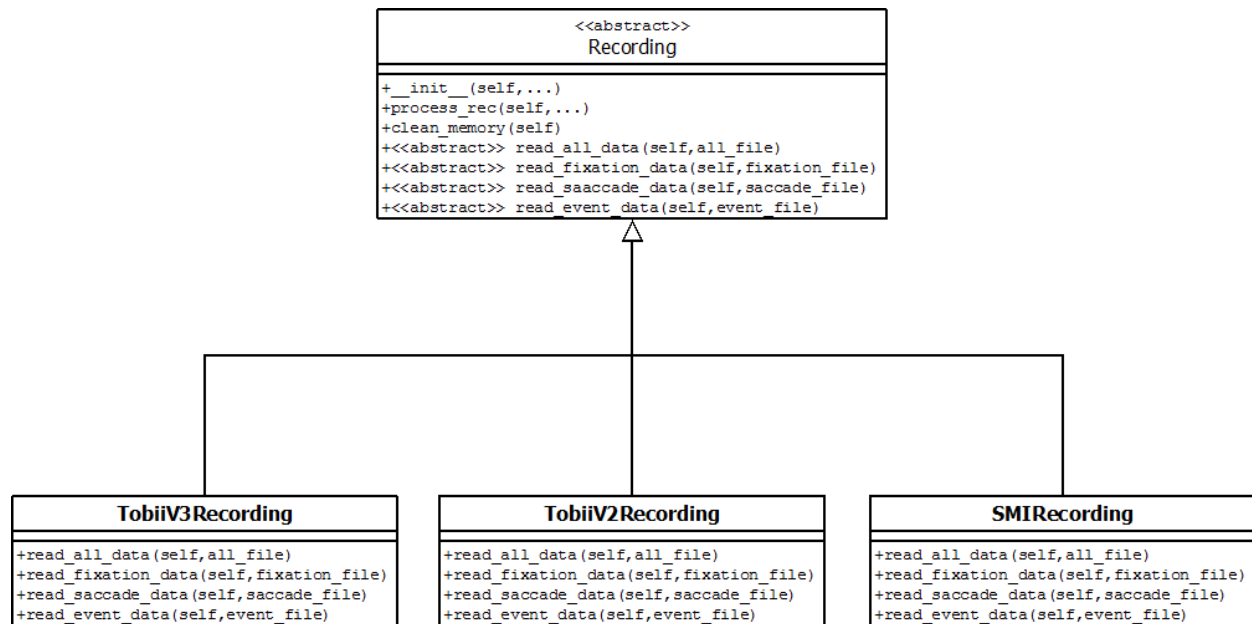 <<abstract>>
Recording
+__init__(self,...)
+process_rec(self,...)
+clean_memory(self)
+<<abstract>> read_all_data(self,all_file)
+<<abstract>> read_fixation_data(self,fixation_file)
+<<abstract>> read_saaccade_data(self,saccade_file)
+<<abstract>> read_event_data(self,event_file)
TobiiV3Recording
+read_all_data(self,all_file)
+read_fixation_data(self,fixation_file)
+read_saccade_data(self,saccade_file)
+read_event_data(self,event_file)
TobiiV2Recording
+read_all_data(self,all_file)
+read_fixation_data(self,fixation_file)
+read_saccade_data(self,saccade_file)
+read_event_data(self,event_file)
SMIRecording
+read_all_data(self,all_file)
+read_fixation_data(self,fixation_file)
+read_saccade_data(self,saccade_file)
+read_event_data(self,event_file)